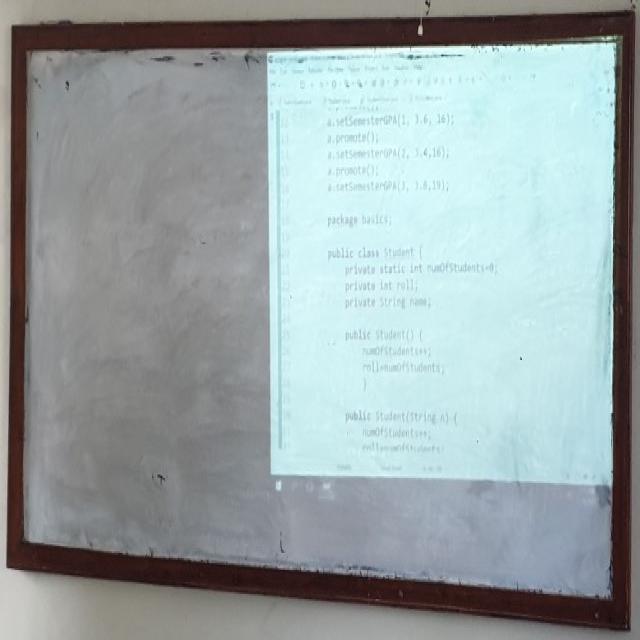 a.setSemesterGPA(1, 3.6, 16);
a.promote();
a.setSemesterGPA(2, 3.4,16);
a.promote();
a.setSemesterGPA(3, 3.8,19);
package basics;
public class Student {
private static int numOfStudents=0;
private int roll;
private String name;
public Student() {
numOfStudents++;
roll=numOfStudents;
}
public Student(String n) {
numOfStudents++;
roll=numOfStudents;